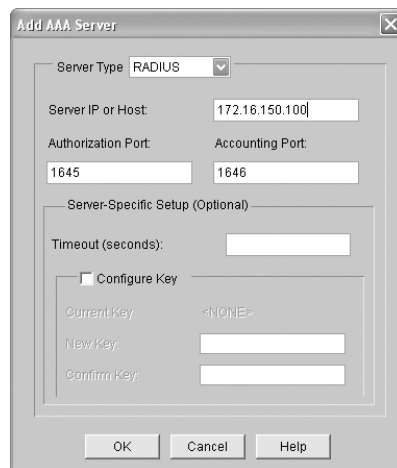 Add AAA Server
Server Type RADIUS
Server IP or Host: 172.16.150.100
Authorization Port: Accounting Port:
1645 1646
Server-Specific Setup (Optional)
Timeout (seconds):
Configure Key
Current Key <NONE>
New Key:
Confirm Key:
OK Cancel Help